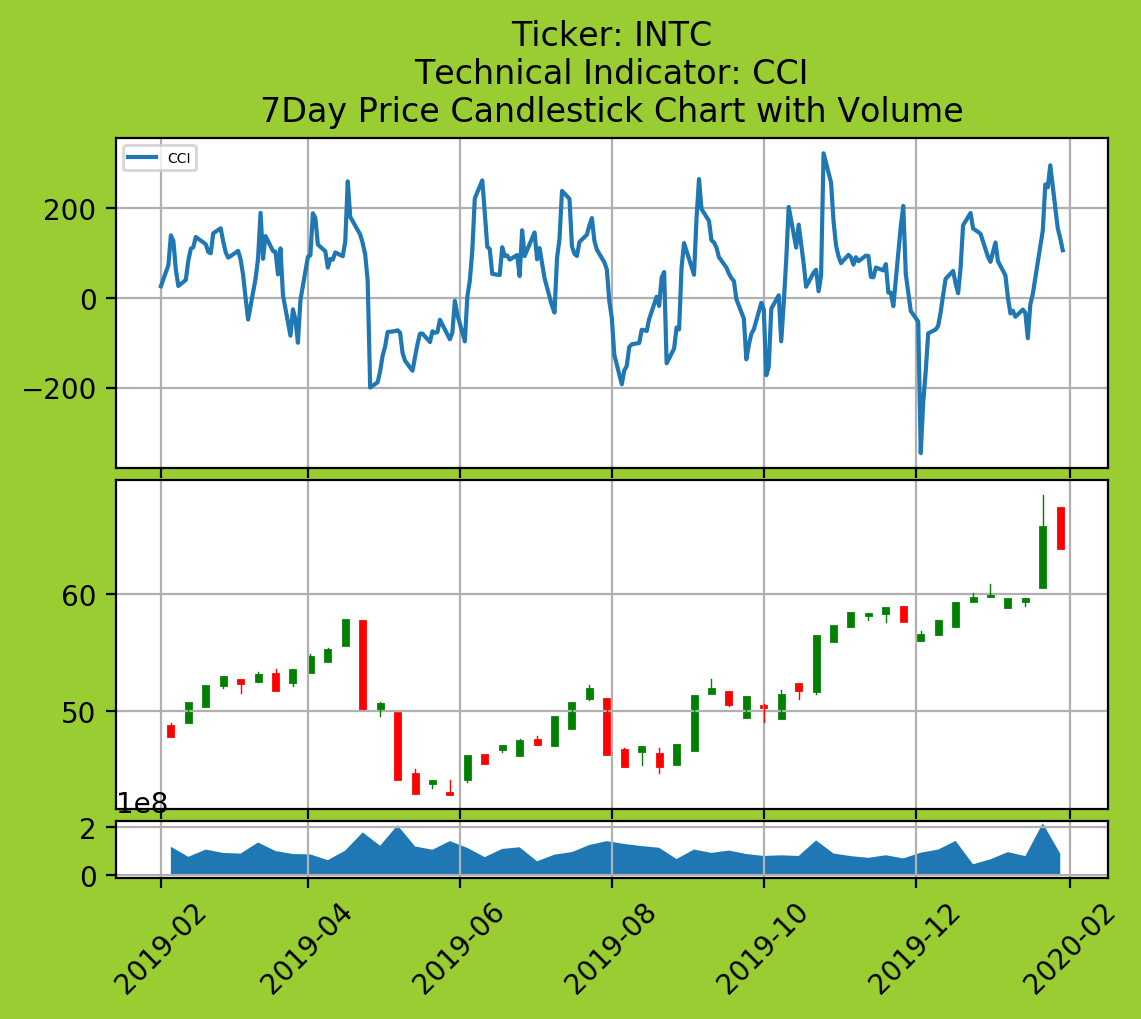 Ticker: INTC
Technical Indicator: CCI
7Day Price Candlestick Chart with Volume
CCI
200
0
−200
60
50
1e8
2
0
2019-02
2019-04
2019-06
2019-08
2019-10
2019-12
2020-02